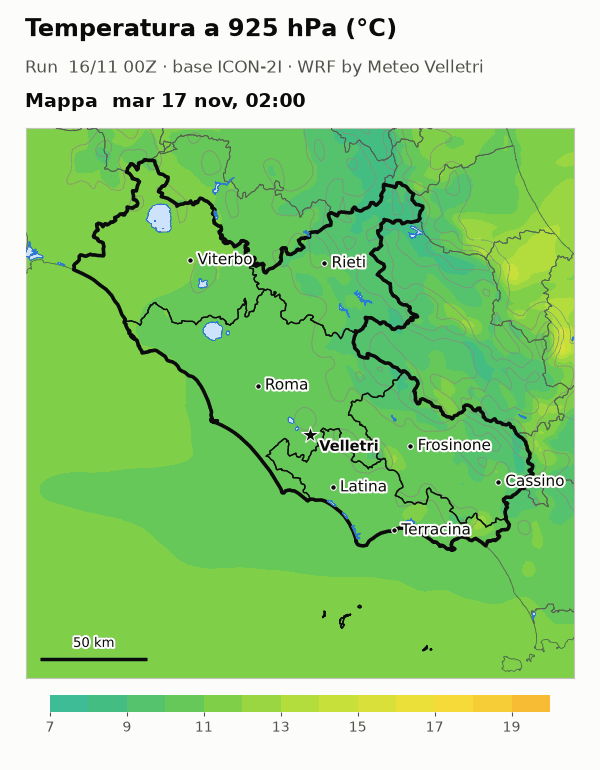 Temperatura a 925 hPa (°C)
Run  16/11 00Z · base ICON-2I · WRF by Meteo Velletri
Mappa  mar 17 nov, 02:00
Viterbo
Rieti
Roma
Velletri
Frosinone
Cassino
Latina
Terracina
50 km
7 9 11 13 15 17 19